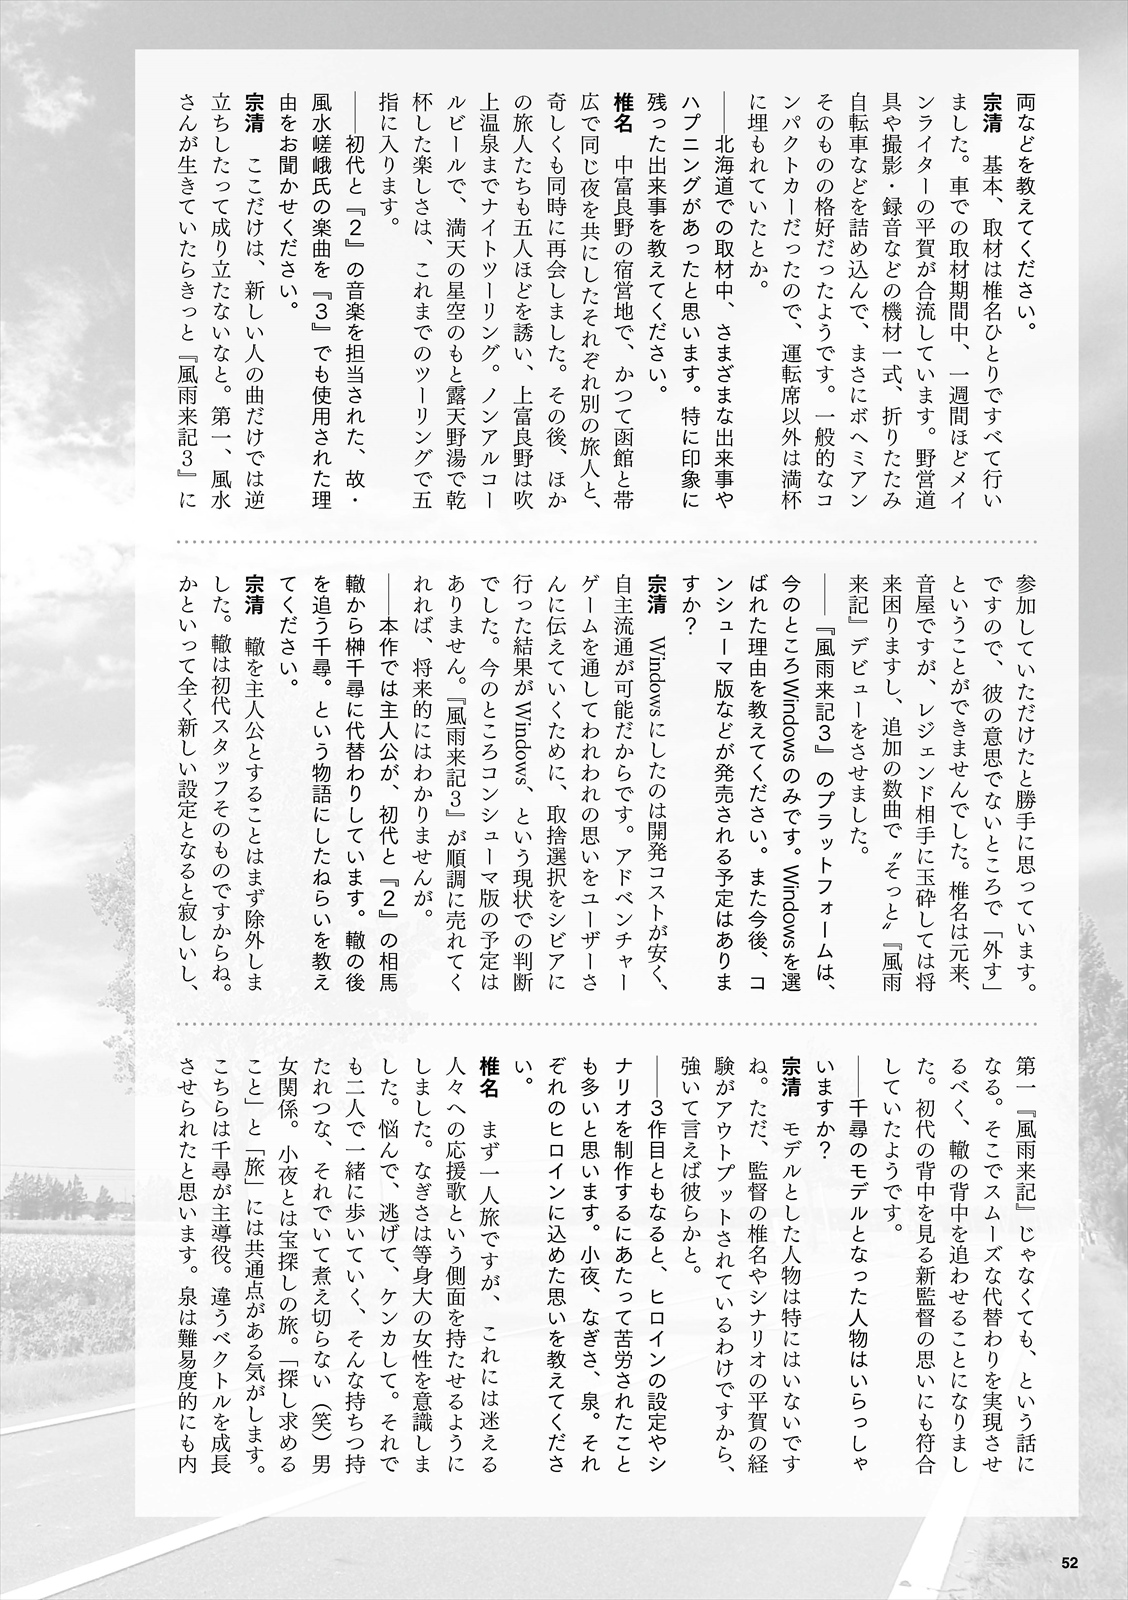 両などを教えてください。
宗清　基本、取材は椎名ひとりですべて行い
ました。車での取材期間中、一週間ほどメイ
ンライターの平賀が合流しています。野営道
具や撮影・録音などの機材一式、折りたたみ
自転車などを詰め込んで、まさにボヘミアン
そのものの格好だったようです。一般的なコ
ンパクトカーだったので、運転席以外は満杯
に埋もれていたとか。
――北海道での取材中、さまざまな出来事や
ハプニングがあったと思います。特に印象に
残った出来事を教えてください。
椎名　中富良野の宿営地で、かつて函館と帯
広で同じ夜を共にしたそれぞれ別の旅人と、
奇しくも同時に再会しました。その後、ほか
の旅人たちも五人ほどを誘い、上富良野は吹
上温泉までナイトツーリング。ノンアルコー
ルビールで、満天の星空のもと露天野湯で乾
杯した楽しさは、これまでのツーリングで五
指に入ります。
――初代と『2』の音楽を担当された、故・
風水嵯峨氏の楽曲を『3』でも使用された理
由をお聞かせください。
宗清　ここだけは、新しい人の曲だけでは逆
立ちしたって成り立たないなと。第一、風水
さんが生きていたらきっと『風雨来記3』に
参加していただけたと勝手に思っています。
ですので、彼の意思でないところで「外す」
ということができませんでした。椎名は元来、
音屋ですが、レジェンド相手に玉砕しては将
来困りますし、追加の数曲で〝そっと〟『風雨
来記』デビューをさせました。
――『風雨来記3』のプラットフォームは、
今のところWindowsのみです。Windowsを選
ばれた理由を教えてください。また今後、コ
ンシューマ版などが発売される予定はありま
すか?
宗清　Windowsにしたのは開発コストが安く、
自主流通が可能だからです。アドベンチャー
ゲームを通してわれわれの思いをユーザーさ
んに伝えていくために、取捨選択をシビアに
行った結果がWindows、という現状での判断
でした。今のところコンシューマ版の予定は
ありません。『風雨来記3』が順調に売れてく
れれば、将来的にはわかりませんが。
――本作では主人公が、初代と『2』の相馬
轍から榊千尋に代替わりしています。轍の後
を追う千尋。という物語にしたねらいを教え
てください。
宗清　轍を主人公とすることはまず除外しま
した。轍は初代スタッフそのものですからね。
かといって全く新しい設定となると寂しいし、
第一『風雨来記』じゃなくても、という話に
なる。そこでスムーズな代替わりを実現させ
るべく、轍の背中を追わせることになりまし
た。初代の背中を見る新監督の思いにも符合
していたようです。
――千尋のモデルとなった人物はいらっしゃ
いますか?
宗清　モデルとした人物は特にはいないです
ね。ただ、監督の椎名やシナリオの平賀の経
験がアウトプットされているわけですから、
強いて言えば彼らかと。
――3作目ともなると、ヒロインの設定やシ
ナリオを制作するにあたって苦労されたこと
も多いと思います。小夜、なぎさ、泉。それ
ぞれのヒロインに込めた思いを教えてくださ
い。
椎名　まず一人旅ですが、これには迷える
人々への応援歌という側面を持たせるように
しました。なぎさは等身大の女性を意識しま
した。悩んで、逃げて、ケンカして。それで
も二人で一緒に歩いていく、そんな持ちつ持
たれつな、それでいて煮え切らない(笑)男
女関係。小夜とは宝探しの旅。「探し求める
こと」と「旅」には共通点がある気がします。
こちらは千尋が主導役。違うベクトルを成長
させられたと思います。泉は難易度的にも内
52